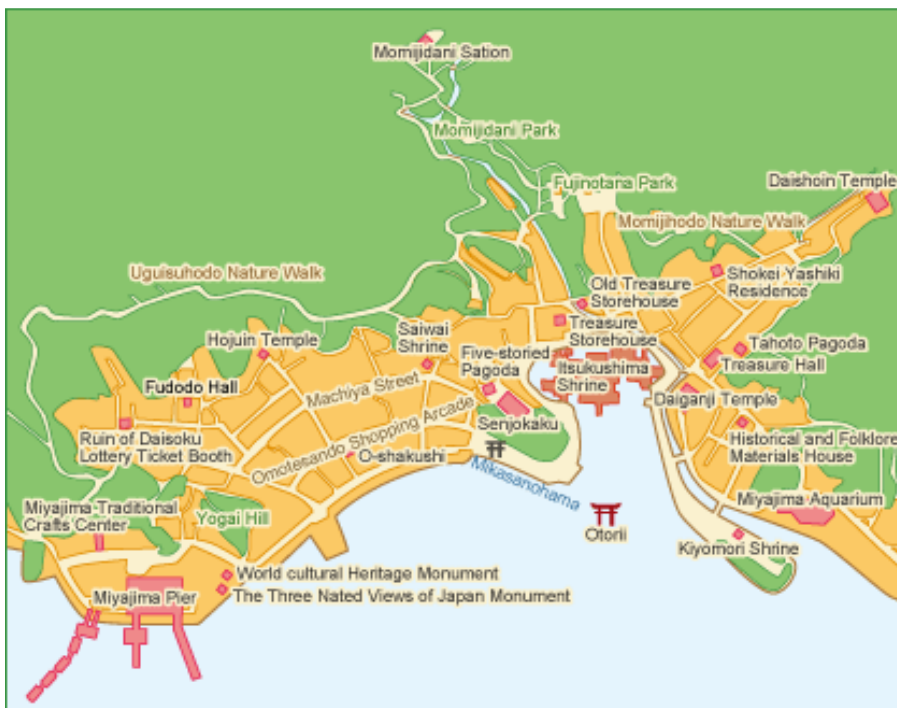 Momijidani Sation
Momijidani Park
Fujinotana Park
Daishoin Temple
Momijihodo Nature Walk
Uguisuhodo Nature Walk
Shokei Yashiki
Residence
Old Treasure
Storehouse
Hojuin Temple
Saiwai
Shrine
Treasure
Storehouse
Tahoto Pagoda
Five-storied
Pagoda
Itsukushima
Shrine
Treasure Hall
Fudodo Hall
Machiya Street
Daiganji Temple
Omotesando Shopping Arcade
Senjokaku
Ruin of Daisoku
Lottery Ticket Booth
O-shakushi
Historical and Folklore
Materials House
Mikasanohama
Miyajima Traditional
Crafts Center
Yogai Hill
Miyajima Aquarium
Otorii
Kiyomori Shrine
World cultural Heritage Monument
Miyajima Pier
The Three Nated Views of Japan Monument